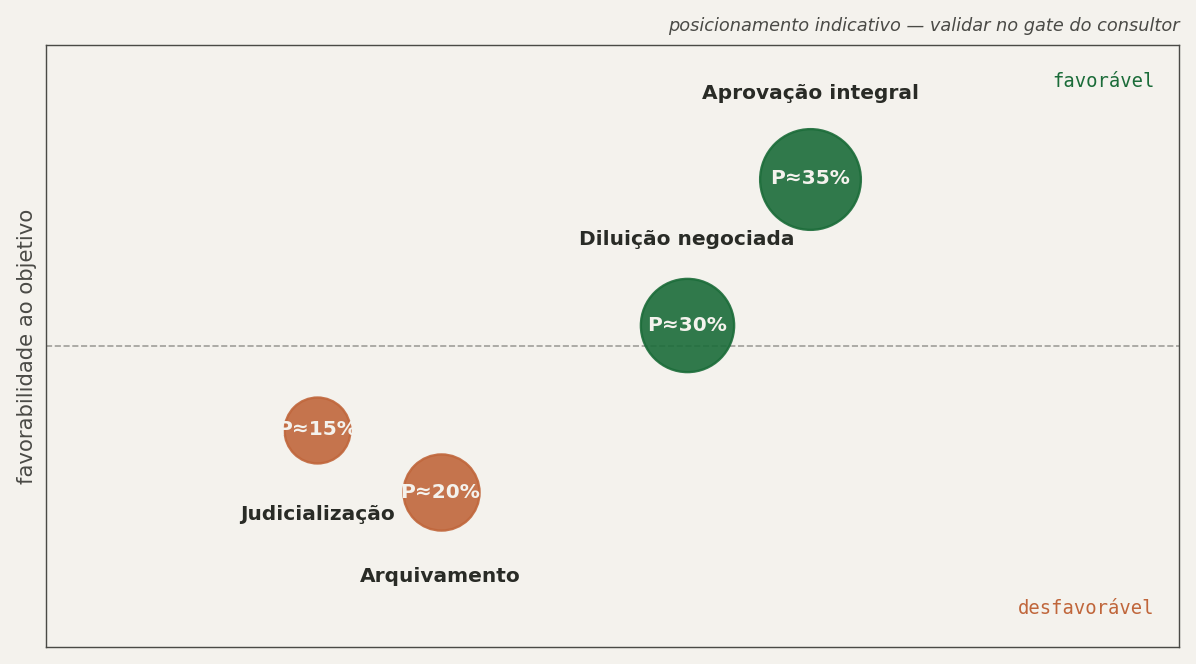 posicionamento indicativo — validar no gate do consultor
favorável
Aprovação integral
P≈35%
Diluição negociada
P≈30%
favorabilidade ao objetivo
P≈15%
P≈20%
Judicialização
Arquivamento
desfavorável